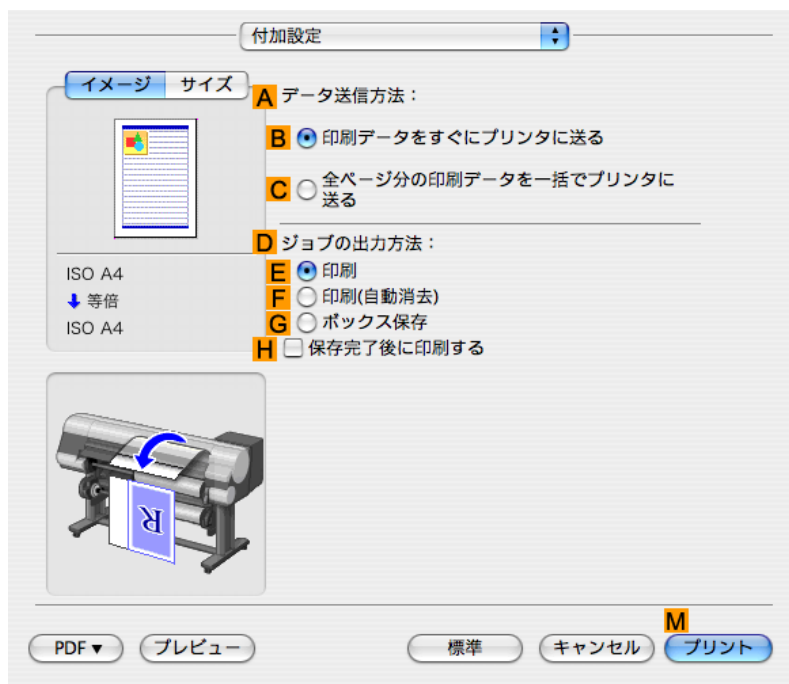 付加設定
イメージ サイズ
A データ送信方法：
B 印刷データをすぐにプリンタに送る
C 全ページ分の印刷データを一括でプリンタに
送る
D ジョブの出力方法：
E 印刷
F 印刷(自動消去)
G ボックス保存
H 保存完了後に印刷する
ISO A4
等倍
ISO A4
R
M
PDF▼ プレビュー 標準 キャンセル プリント